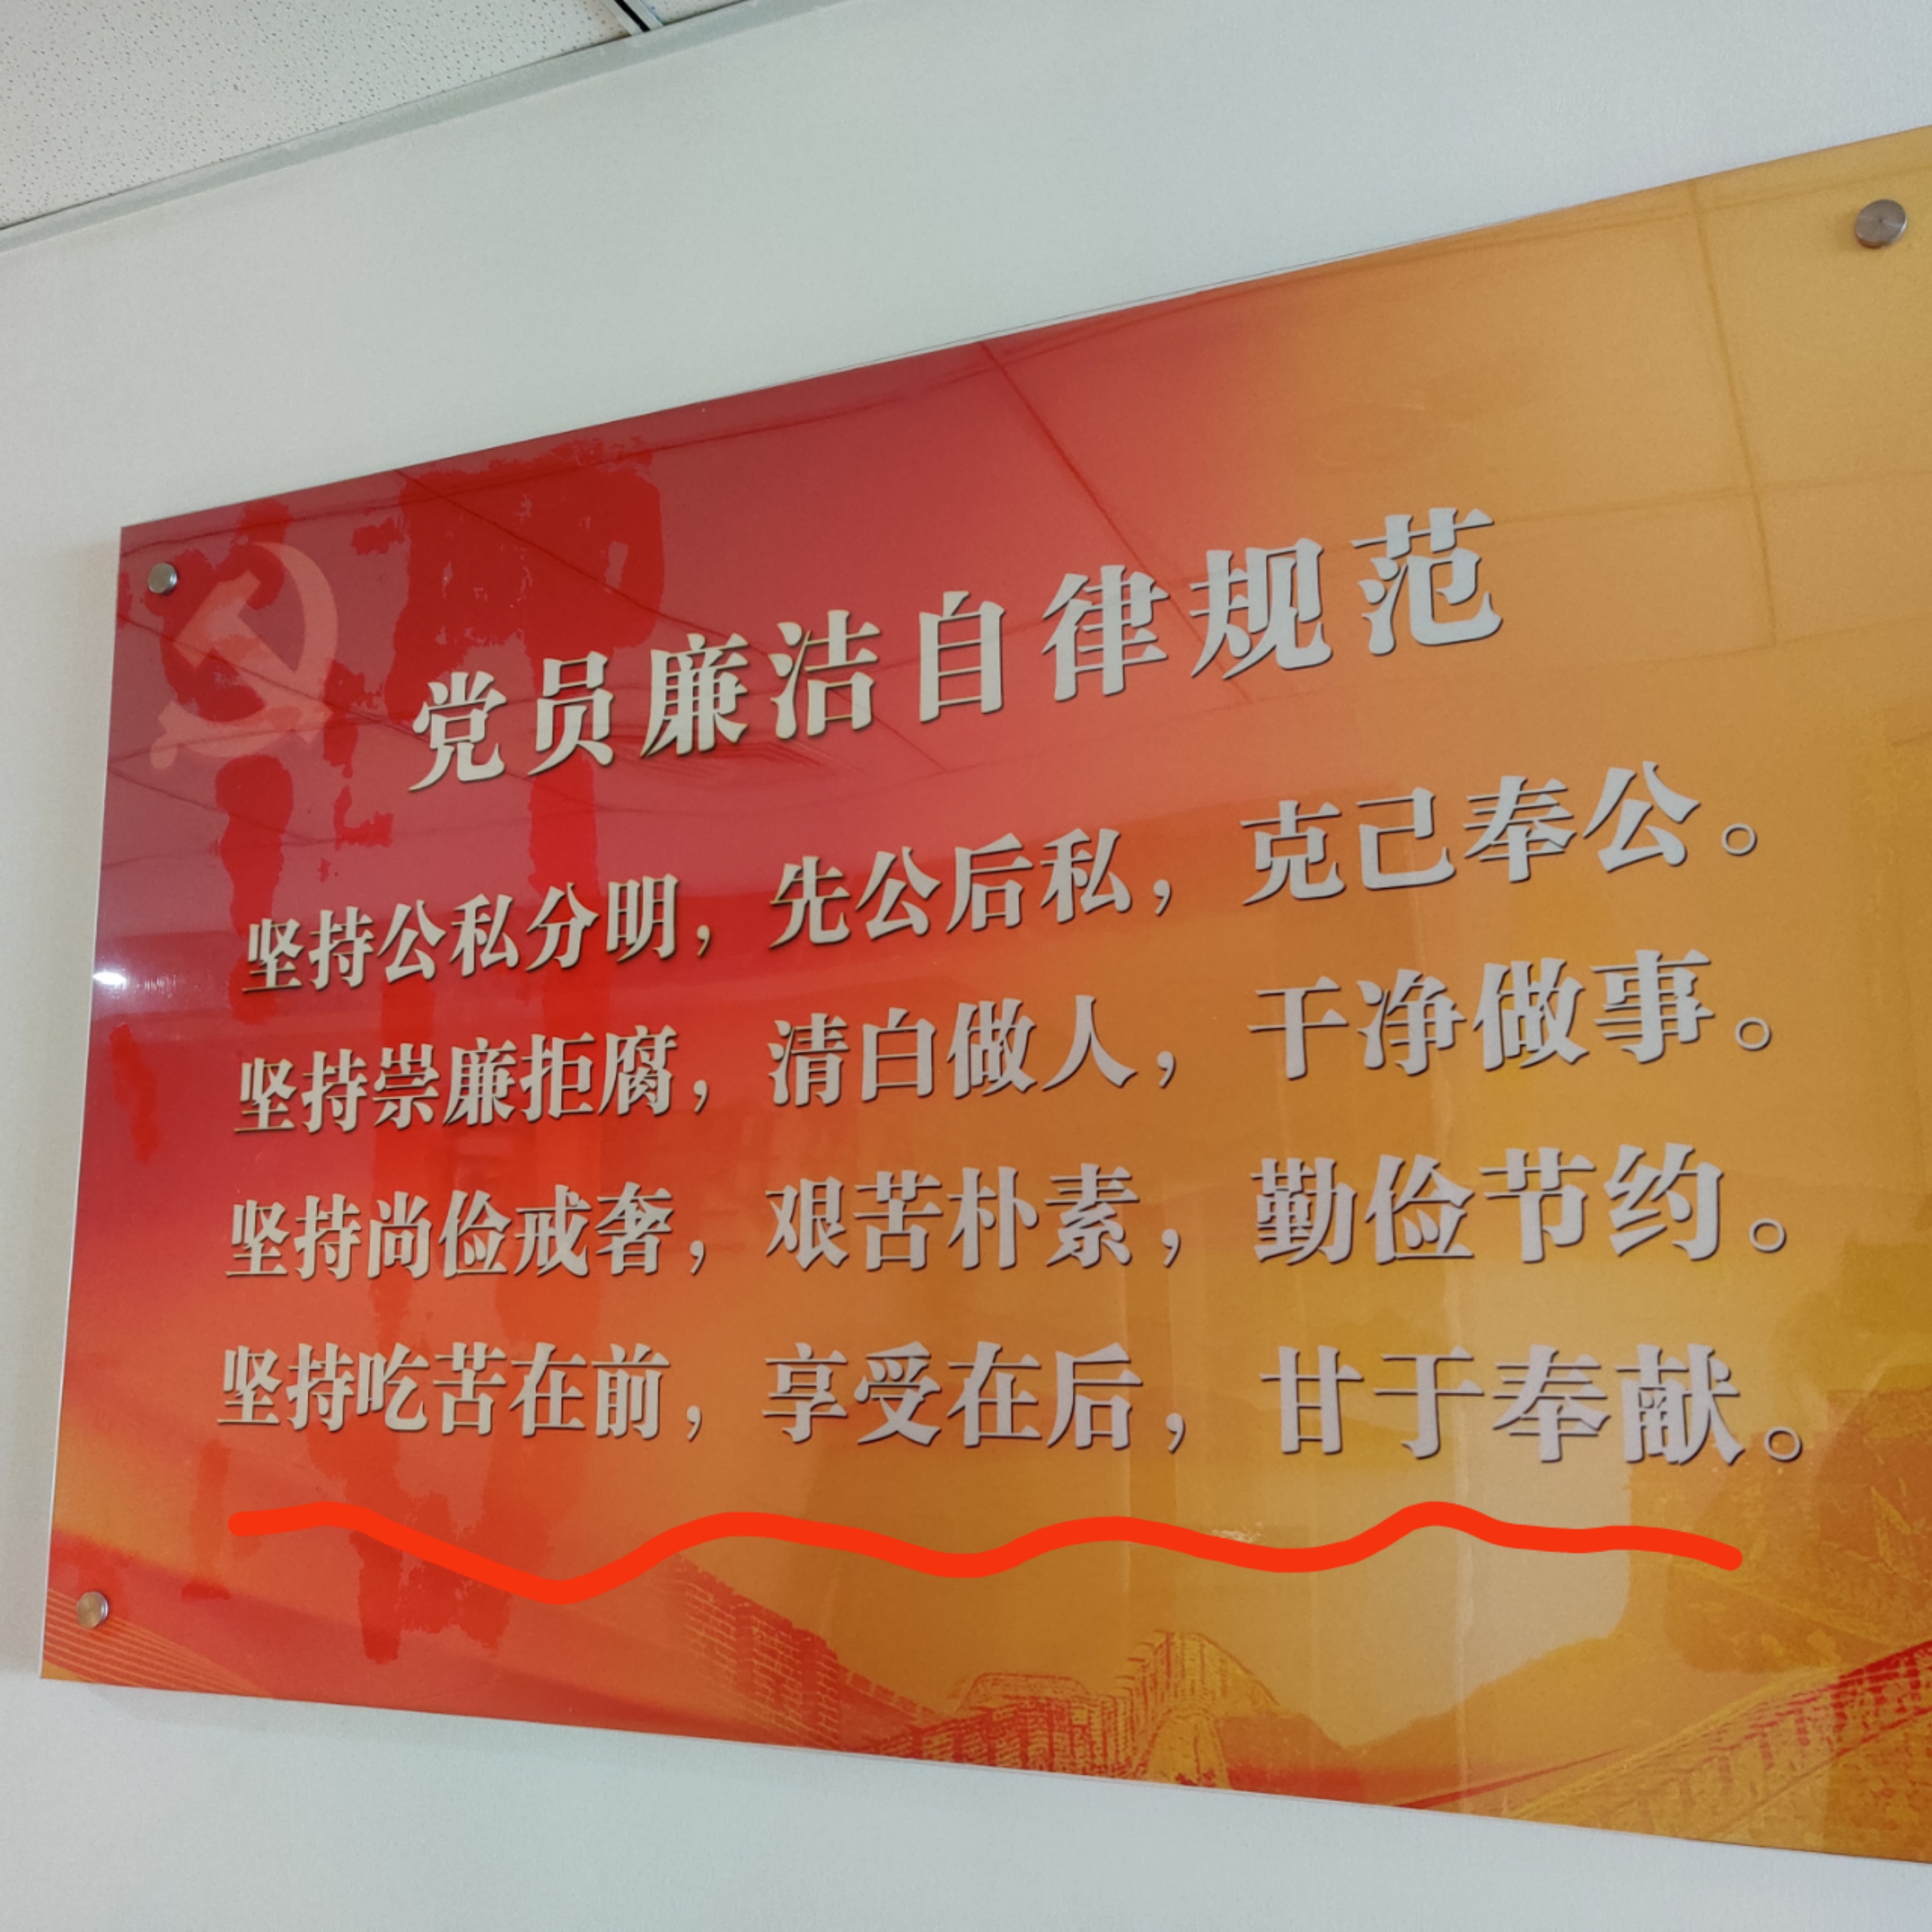 党员廉洁自律规范
坚持公私分明，先公后私，克己奉公。
坚持崇廉拒腐，清白做人，干净做事。
坚持尚俭戒奢，艰苦朴素，勤俭节约。
坚持吃苦在前，享受在后，甘于奉献。